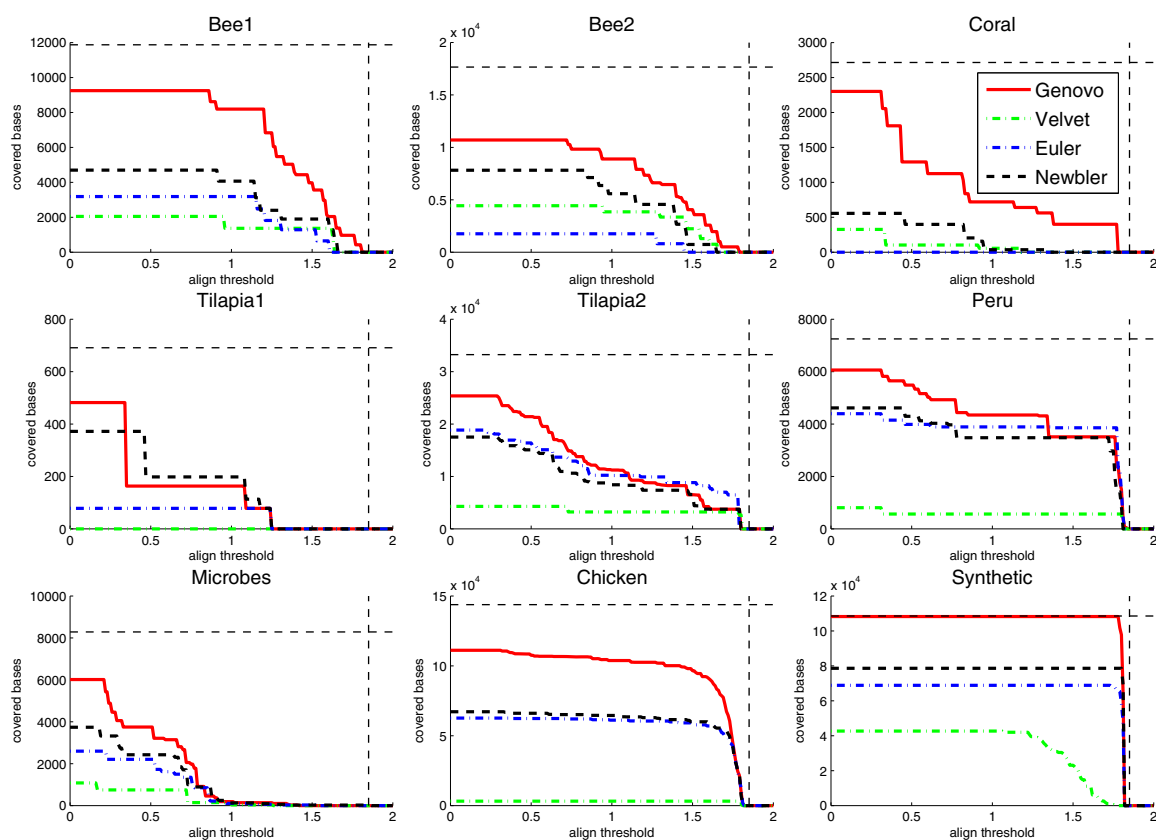 Bee1
12000
10000
8000
6000
4000
2000
0
covered bases
0 0.5 1 1.5 2
align threshold
Bee2
x 10^4
2
1.5
1
0.5
0
covered bases
0 0.5 1 1.5 2
align threshold
Coral
3000
2500
2000
1500
1000
500
0
covered bases
0 0.5 1 1.5 2
align threshold
Genovo
Velvet
Euler
Newbler
Tilapia1
800
600
400
200
0
covered bases
0 0.5 1 1.5 2
align threshold
Tilapia2
x 10^4
4
3
2
1
0
covered bases
0 0.5 1 1.5 2
align threshold
Peru
8000
6000
4000
2000
0
covered bases
0 0.5 1 1.5 2
align threshold
Microbes
10000
8000
6000
4000
2000
0
covered bases
0 0.5 1 1.5 2
align threshold
Chicken
x 10^4
15
10
5
0
covered bases
0 0.5 1 1.5 2
align threshold
Synthetic
x 10^4
12
10
8
6
4
2
0
covered bases
0 0.5 1 1.5 2
align threshold